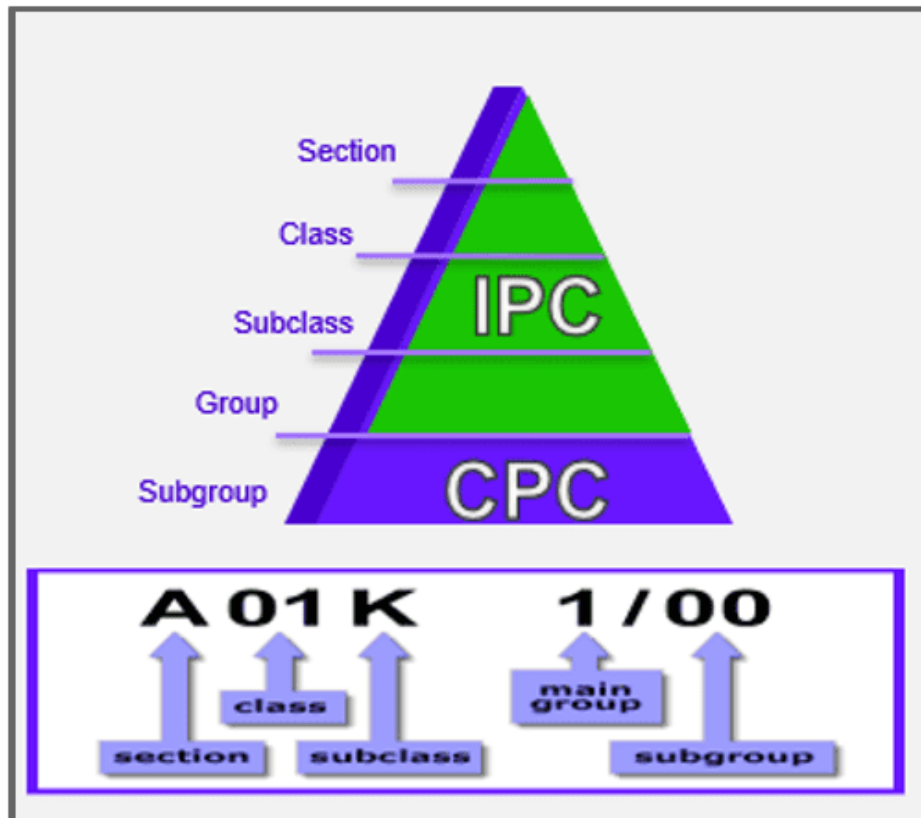 Section
Class
IPC
Subclass
Group
CPC
Subgroup
A 01 K 1 / 00
class
main
group
section
subclass
subgroup